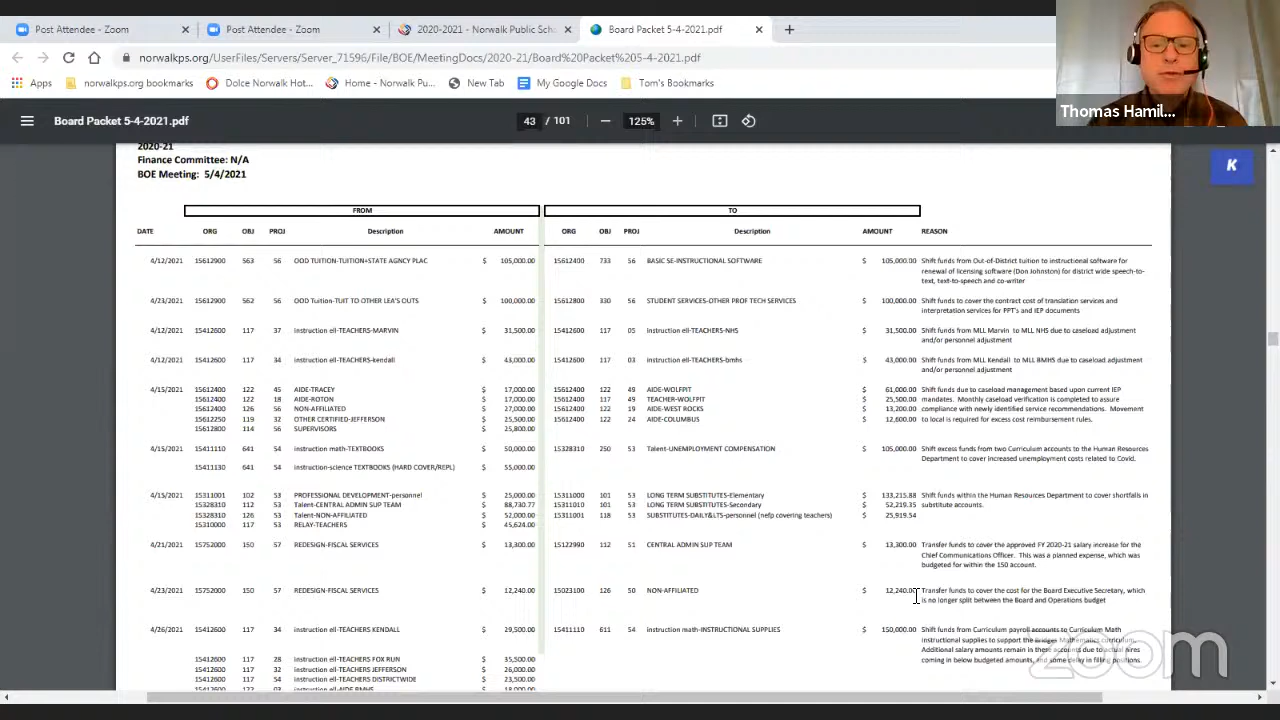 Post Attendee - Zoom
Post Attendee - Zoom
2020-2021 - Norwalk Public Sch
Board Packet 5-4-2021.pdf
norwalkps.org/UserFiles/Servers/Server_71596/File/BOE/MeetingDocs/2020-21/Board%20Packet%205-4-2021.pdf
Apps
norwalkps.org bookmarks
Dolce Norwalk Hot...
Home - Norwalk Pu...
New Tab
My Google Docs
Tom's Bookmarks
Thomas Hamil...
Board Packet 5-4-2021.pdf
43 / 101
125%
K
2020-21
Finance Committee: N/A
BOE Meeting: 5/4/2021
FROM TO
DATE ORG OBJ PROJ Description AMOUNT ORG OBJ PROJ Description AMOUNT REASON
4/12/2021 15612900 563 56 OOD TUITION-TUITION+STATE AGNCY PLAC $ 105,000.00 15612400 733 56 BASIC SE-INSTRUCTIONAL SOFTWARE $ 105,000.00 Shift funds from Out-of-District tuition to instructional software for
renewal of licensing software (Don Johnston) for district wide speech-to-
text, text-to-speech and co-writer
4/23/2021 15612900 562 56 OOD Tuition-TUIT TO OTHER LEA'S OUTS $ 100,000.00 15612800 330 56 STUDENT SERVICES-OTHER PROF TECH SERVICES $ 100,000.00 Shift funds to cover the contract cost of translation services and
interpretation services for PPT's and IEP documents
4/12/2021 15412600 117 37 instruction ell-TEACHERS-MARVIN $ 31,500.00 15412600 117 05 Instruction ELL-TEACHERS-NHS $ 31,500.00 Shift funds from MLL Marvin to MLL NHS due to caseload adjustment
and/or personnel adjustment
4/12/2021 15412600 117 34 instruction ell-TEACHERS-kendall $ 43,000.00 15412600 117 03 instruction ell-TEACHERS-bmhs $ 43,000.00 Shift funds from MLL Kendall to MLL BMHS due to caseload adjustment
and/or personnel adjustment
4/15/2021 15612400 122 45 AIDE-TRACEY $ 17,000.00 15612400 122 49 AIDE-WOLFPIT $ 61,000.00 Shift funds due to caseload management based upon current IEP
15612400 122 18 AIDE-ROTON $ 17,000.00 15612400 117 49 TEACHER-WOLFPIT $ 25,500.00 mandates. Monthly caseload verification is completed to assure
15612400 126 56 NON-AFFILIATED $ 27,000.00 15612400 122 19 AIDE-WEST ROCKS $ 13,200.00 compliance with newly identified service recommendations. Movement
15612250 119 32 OTHER CERTIFIED-JEFFERSON $ 25,500.00 15612400 122 24 AIDE-COLUMBUS $ 12,600.00 to local is required for excess cost reimbursement rules.
15612800 114 56 SUPERVISORS $ 25,800.00
4/15/2021 15411110 641 54 instruction math-TEXTBOOKS $ 50,000.00 15328310 250 53 Talent-UNEMPLOYMENT COMPENSATION $ 105,000.00 Shift excess funds from two Curriculum accounts to the Human Resources
Department to cover increased unemployment costs related to Covid.
15411130 641 54 instruction-science TEXTBOOKS (HARD COVER/REPL) $ 55,000.00
4/15/2021 15311001 102 53 PROFESSIONAL DEVELOPMENT-personnel $ 25,000.00 15311000 101 53 LONG TERM SUBSTITUTES-Elementary $ 133,215.88 Shift funds within the Human Resources Department to cover shortfalls in
15328310 112 53 Talent-CENTRAL ADMIN SUP TEAM $ 88,730.77 15311010 101 53 LONG TERM SUBSTITUTES-Secondary $ 52,219.35 substitute accounts.
15328310 126 53 Talent-NON-AFFILIATED $ 52,000.00 15311001 118 53 SUBSTITUTES-DAILY&LTS-personnel (nefp covering teachers) $ 25,919.54
15310000 117 53 RELAY-TEACHERS $ 45,624.00
4/21/2021 15752000 150 57 REDESIGN-FISCAL SERVICES $ 13,300.00 15122990 112 51 CENTRAL ADMIN SUP TEAM $ 13,300.00 Transfer funds to cover the approved FY 2020-21 salary increase for the
Chief Communications Officer. This was a planned expense, which was
budgeted for within the 150 account.
4/23/2021 15752000 150 57 REDESIGN-FISCAL SERVICES $ 12,240.00 15023100 126 50 NON-AFFILIATED $ 12,240.00 Transfer funds to cover the cost for the Board Executive Secretary, which
is no longer split between the Board and Operations budget
4/26/2021 15412600 117 34 instruction ell-TEACHERS KENDALL $ 29,500.00 15411110 611 54 instruction math-INSTRUCTIONAL SUPPLIES $ 150,000.00 Shift funds from Curriculum payroll accounts to Curriculum Math
instructional supplies to support the Bridges Mathematics curriculum.
Additional salary amounts remain in these accounts due to actual hires
15412600 117 28 instruction ell-TEACHERS FOX RUN $ 35,500.00 coming in below budgeted amounts, and some delay in filling positions.
15412600 117 32 instruction ell-TEACHERS JEFFERSON $ 26,000.00
15412600 117 54 instruction ell-TEACHERS DISTRICTWIDE $ 23,500.00
15412600 122 03 instruction ell-AIDE BMHS $ 18,000.00
zoom